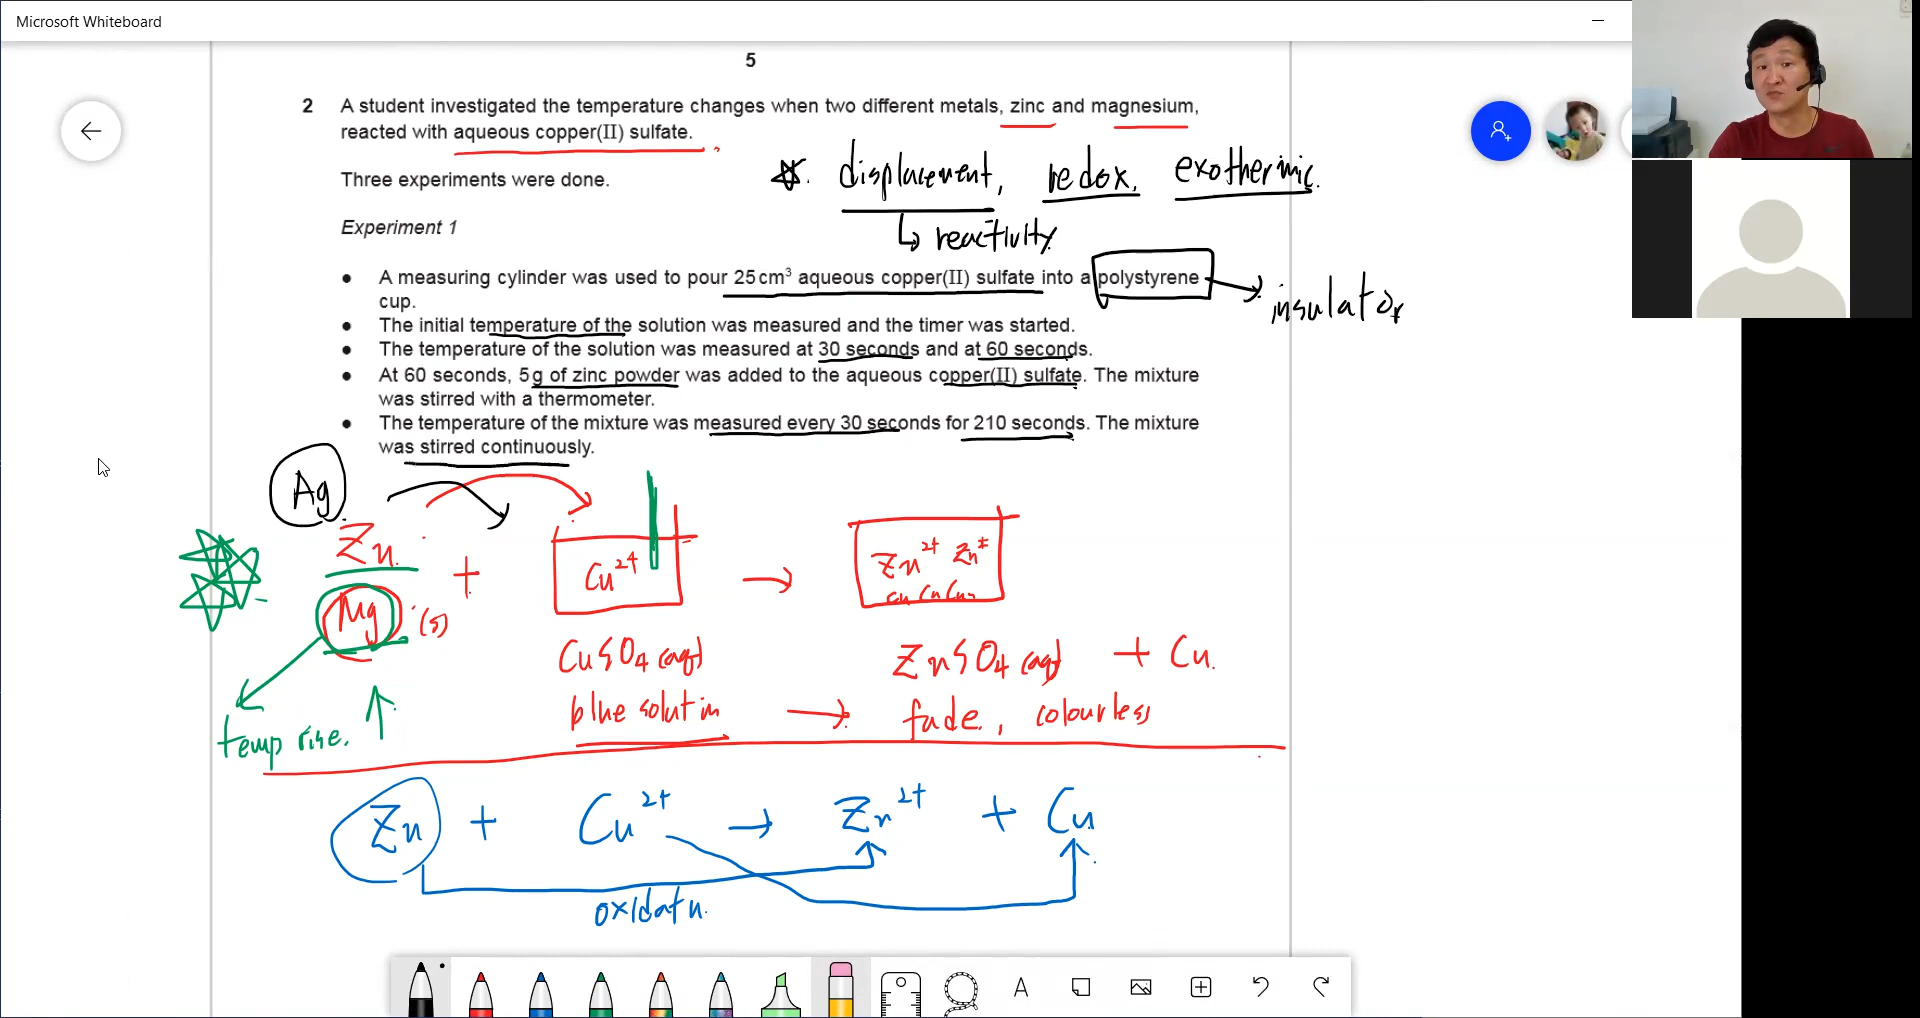 Microsoft Whiteboard
5
2 A student investigated the temperature changes when two different metals, zinc and magnesium,
reacted with aqueous copper(II) sulfate.
Three experiments were done.
displacement, redox, exothermic.
↳ reactivity
Experiment 1
• A measuring cylinder was used to pour 25 cm³ aqueous copper(II) sulfate into a polystyrene
cup.
→ insulator
• The initial temperature of the solution was measured and the timer was started.
• The temperature of the solution was measured at 30 seconds and at 60 seconds.
• At 60 seconds, 5 g of zinc powder was added to the aqueous copper(II) sulfate. The mixture
was stirred with a thermometer.
• The temperature of the mixture was measured every 30 seconds for 210 seconds. The mixture
was stirred continuously.
Ag
Zn + Cu²⁺ → Zn²⁺ Zn²⁺
Cu Cu Cu
Mg (s)
CuSO4 (aq) ZnSO4 (aq) + Cu
blue solutin → fade, colourless
temp rise. ↑
Zn + Cu²⁺ → Zn²⁺ + Cu
oxidatn.
A